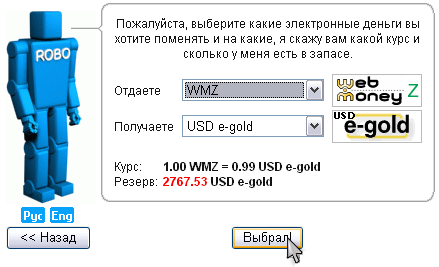 ROBO
Пожалуйста, выберите какие электронные деньги вы
хотите поменять и на какие, я скажу вам какой курс и
сколько у меня есть в запасе.
Отдаете WMZ web money Z
Получаете USD e-gold USD e-gold
Курс: 1.00 WMZ = 0.99 USD e-gold
Резерв: 2767.53 USD e-gold
Рус Eng
<< Назад Выбрал!